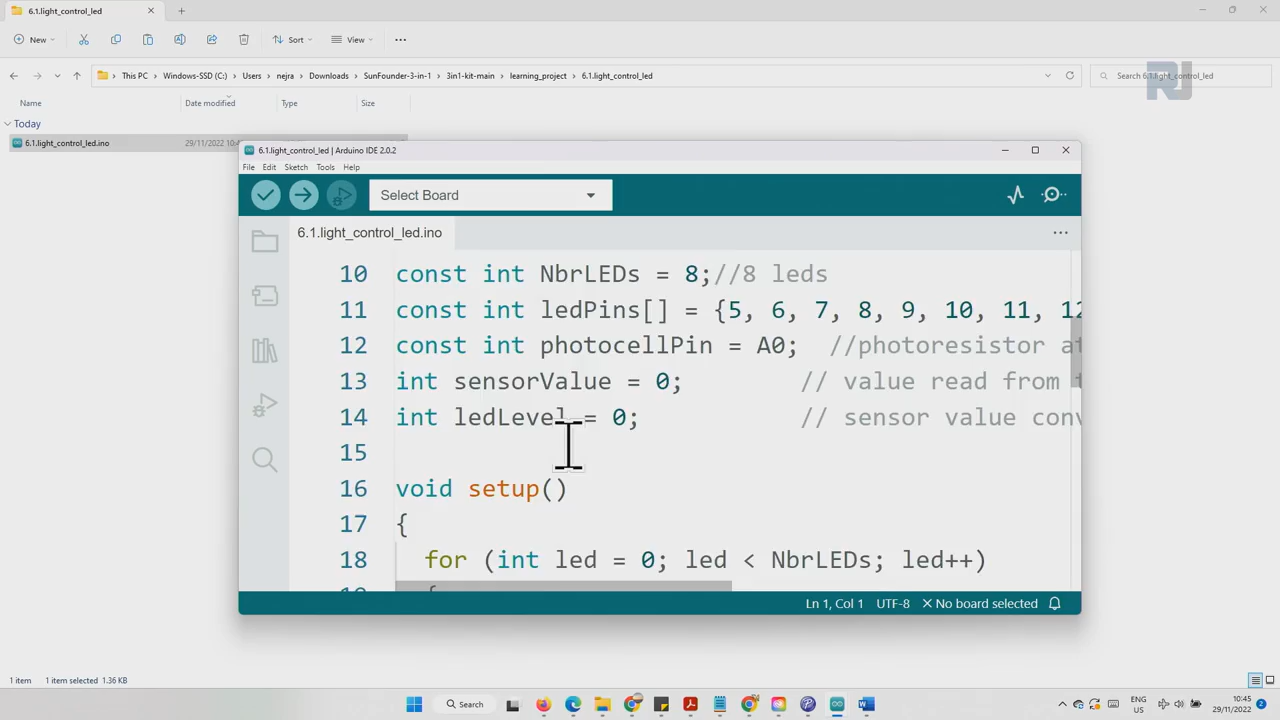 6.1.light_control_led
New
Sort
View
This PC
Windows-SSD (C:)
Users
nejra
Downloads
SunFounder-3-in-1
3in1-kit-main
learning_project
6.1.light_control_led
Search 6.1.light_control_led
RJ
Name
Date modified
Type
Size
Today
6.1.light_control_led.ino
29/11/2022
6.1.light_control_led | Arduino IDE 2.0.2
File Edit Sketch Tools Help
Select Board
6.1.light_control_led.ino
10 const int NbrLEDs = 8;//8 leds
11 const int ledPins[] = {5, 6, 7, 8, 9, 10, 11, 12
12 const int photocellPin = A0; //photoresistor at
13 int sensorValue = 0; // value read from t
14 int ledLevel = 0; // sensor value conv
15
16 void setup()
17 {
18 for (int led = 0; led < NbrLEDs; led++)
Ln 1, Col 1
UTF-8
No board selected
1 item
1 item selected
1.36 KB
Search
ENG
US
10:45
29/11/2022
2